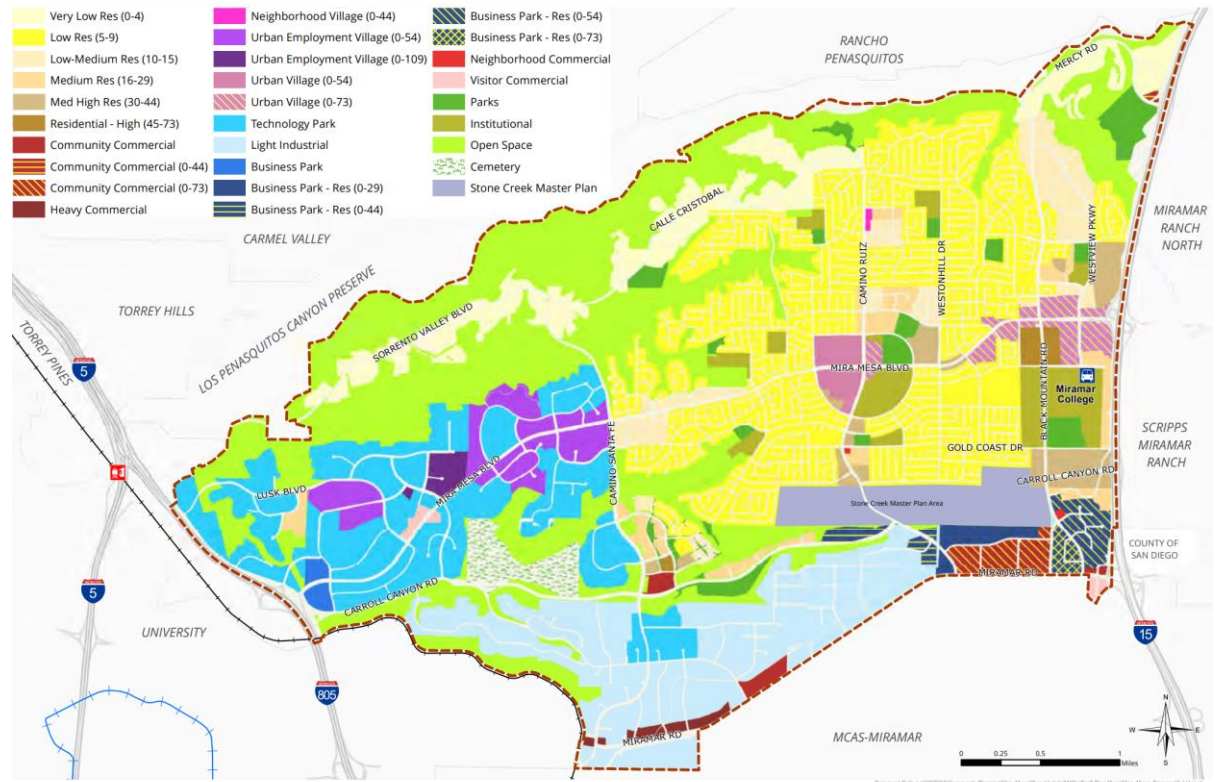 Very Low Res (0-4)
Low Res (5-9)
Low-Medium Res (10-15)
Medium Res (16-29)
Med High Res (30-44)
Residential - High (45-73)
Community Commercial
Community Commercial (0-44)
Community Commercial (0-73)
Heavy Commercial
Neighborhood Village (0-44)
Urban Employment Village (0-54)
Urban Employment Village (0-109)
Urban Village (0-54)
Urban Village (0-73)
Technology Park
Light Industrial
Business Park
Business Park - Res (0-29)
Business Park - Res (0-44)
Business Park - Res (0-54)
Business Park - Res (0-73)
Neighborhood Commercial
Visitor Commercial
Parks
Institutional
Open Space
Cemetery
Stone Creek Master Plan
RANCHO
PENASQUITOS
MERCY RD
CARMEL VALLEY
CALLE CRISTOBAL
MIRAMAR
RANCH
NORTH
CAMINO RUIZ
WESTONHILL DR
WESTVIEW PKWY
TORREY HILLS
LOS PENASQUITOS CANYON PRESERVE
SORRENTO VALLEY BLVD
TORREY PINES
5
MIRA MESA BLVD
BLACK MOUNTAIN RD
Miramar
College
SCRIPPS
MIRAMAR
RANCH
GOLD COAST DR
CARROLL CANYON RD
LUSK BLVD
MIRA MESA BLVD
CAMINO SANTA FE
Stone Creek Master Plan Area
COUNTY OF
SAN DIEGO
MIRAMAR RD
CARROLL CANYON RD
5
UNIVERSITY
15
805
MIRAMAR RD
MCAS-MIRAMAR
N
W
E
S
0
0.25
0.5
1
Miles